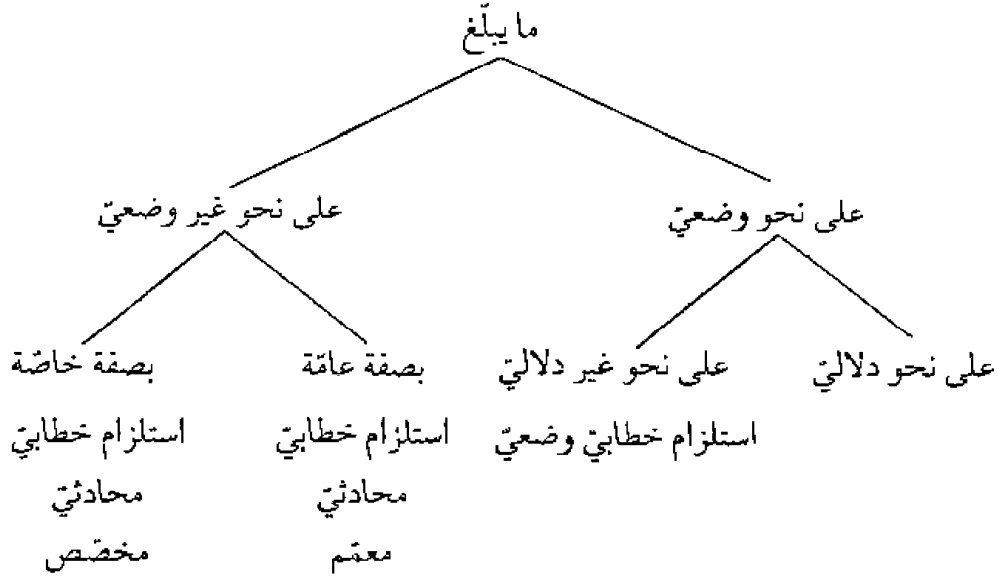 ما يبلّغ
على نحو وضعيّ
على نحو غير وضعيّ
على نحو دلاليّ
على نحو غير دلاليّ
استلزام خطابيّ وضعيّ
بصفة عامّة
استلزام خطابيّ
محادثيّ
معمّم
بصفة خاصّة
استلزام خطابيّ
محادثيّ
مخصّص